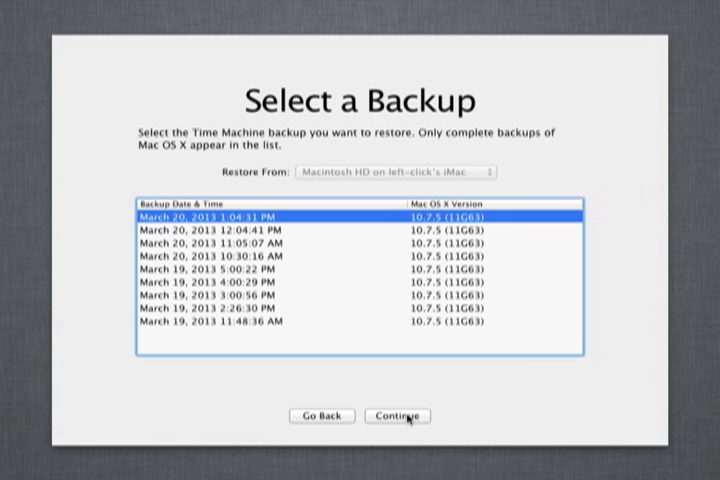 Select a Backup
Select the Time Machine backup you want to restore. Only complete backups of
Mac OS X appear in the list.
Restore From: Macintosh HD on left-click's iMac
Backup Date & Time Mac OS X Version
March 20, 2013 1:04:31 PM 10.7.5 (11G63)
March 20, 2013 12:04:41 PM 10.7.5 (11G63)
March 20, 2013 11:05:07 AM 10.7.5 (11G63)
March 20, 2013 10:30:16 AM 10.7.5 (11G63)
March 19, 2013 5:00:22 PM 10.7.5 (11G63)
March 19, 2013 4:00:29 PM 10.7.5 (11G63)
March 19, 2013 3:00:56 PM 10.7.5 (11G63)
March 19, 2013 2:26:30 PM 10.7.5 (11G63)
March 19, 2013 11:48:36 AM 10.7.5 (11G63)
Go Back Continue